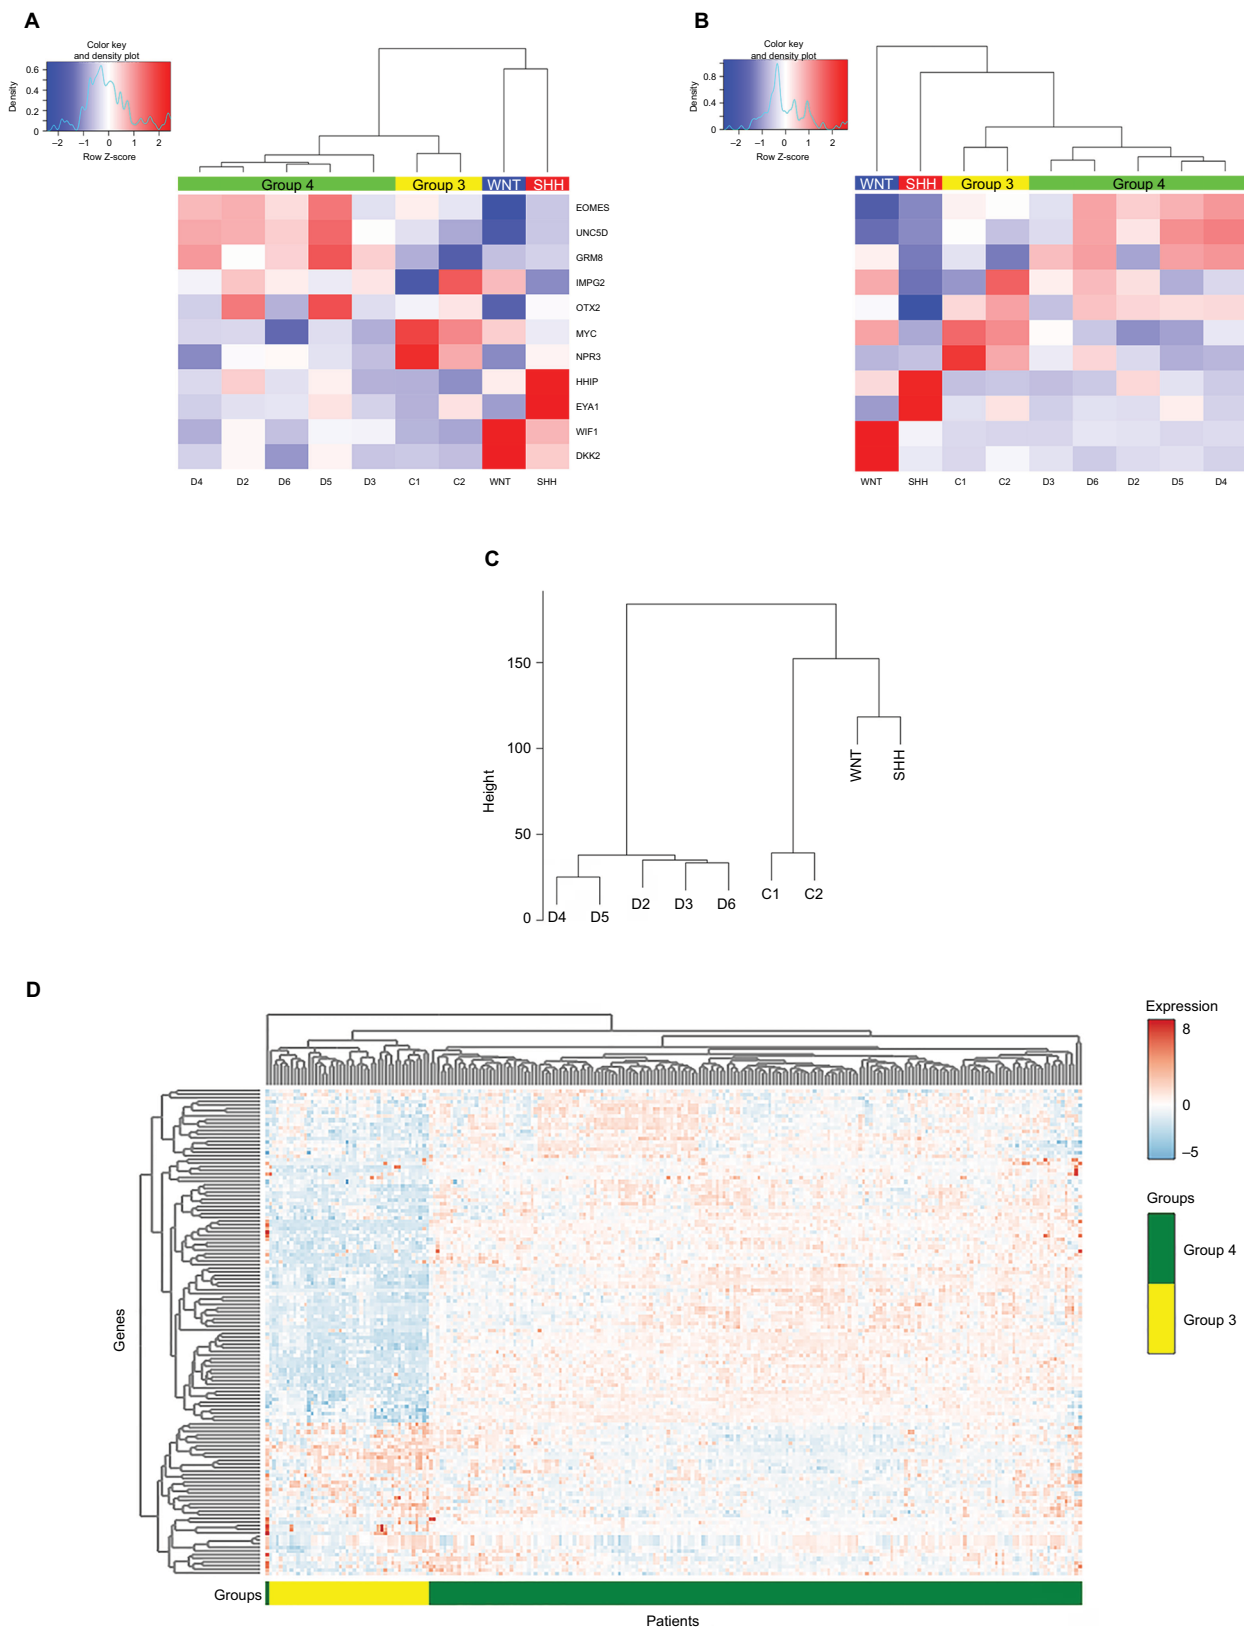 A
Color key
and density plot
Density
0.6
0.4
0.2
0
−2 −1 0 1 2
Row Z-score
Group 4 Group 3 WNT SHH
EOMES
UNC5D
GRM8
IMPG2
OTX2
MYC
NPR3
HHIP
EYA1
WIF1
DKK2
D4 D2 D6 D5 D3 C1 C2 WNT SHH
B
Color key
and density plot
Density
0.8
0.4
0
−2 −1 0 1 2
Row Z-score
WNT SHH Group 3 Group 4
WNT SHH C1 C2 D3 D6 D2 D5 D4
C
Height
150
100
50
0
WNT SHH
C1 C2
D4 D5 D2 D3 D6
D
Expression
8
0
−5
Groups
Group 4
Group 3
Genes
Groups
Patients